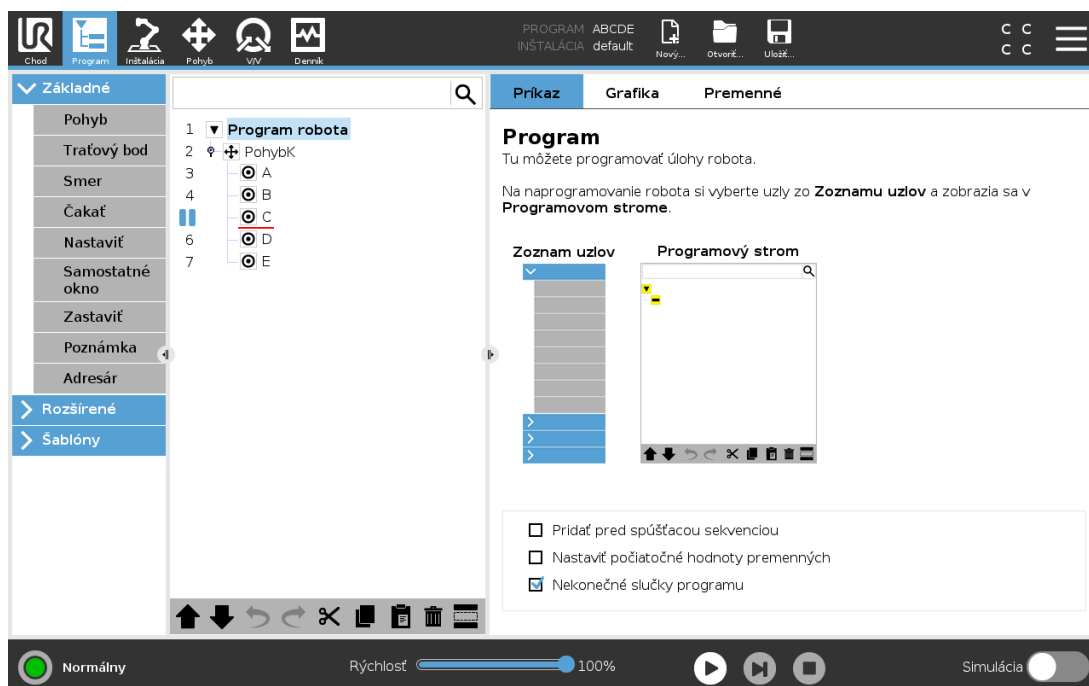 PROGRAM ABCDE
INŠTALÁCIA default
Chod Program Inštalácia Pohyb V/V Denník Nový... Otvoriť... Uložiť... C C
C C
Základné
Pohyb
Traťový bod
Smer
Čakať
Nastaviť
Samostatné
okno
Zastaviť
Poznámka
Adresár
Rozšírené
Šablóny
1 Program robota
2 PohybK
3 A
4 B
C
6 D
7 E
Príkaz Grafika Premenné
Program
Tu môžete programovať úlohy robota.
Na naprogramovanie robota si vyberte uzly zo Zoznamu uzlov a zobrazia sa v
Programovom strome.
Zoznam uzlov Programový strom
Pridať pred spúšťacou sekvenciou
Nastaviť počiatočné hodnoty premenných
Nekonečné slučky programu
Normálny Rýchlosť 100% Simulácia